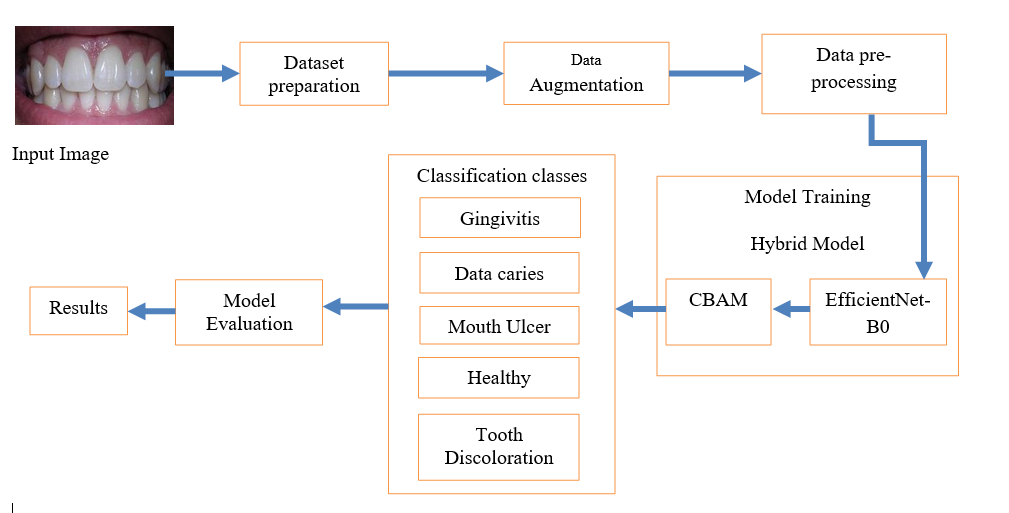 Dataset
preparation
Data
Augmentation
Data pre-
processing
Input Image
Model Training
Hybrid Model
EfficientNet-
B0
CBAM
Classification classes
Gingivitis
Data caries
Mouth Ulcer
Healthy
Tooth
Discoloration
Model
Evaluation
Results